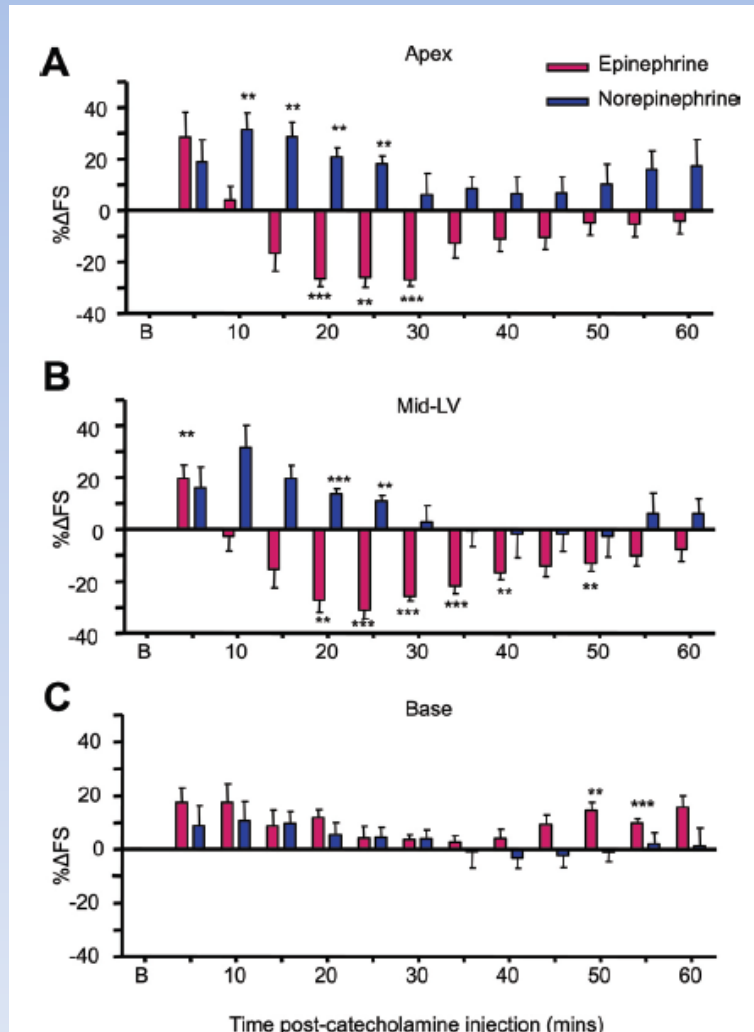 A
Apex
Epinephrine
Norepinephrine
%ΔFS
40
20
0
-20
-40
** ** ** **
*** ** ***
B 10 20 30 40 50 60
B
Mid-LV
%ΔFS
40
20
0
-20
-40
** *** **
** *** *** *** ** **
B 10 20 30 40 50 60
C
Base
%ΔFS
40
20
0
-20
-40
** ***
B 10 20 30 40 50 60
Time post-catecholamine injection (mins)